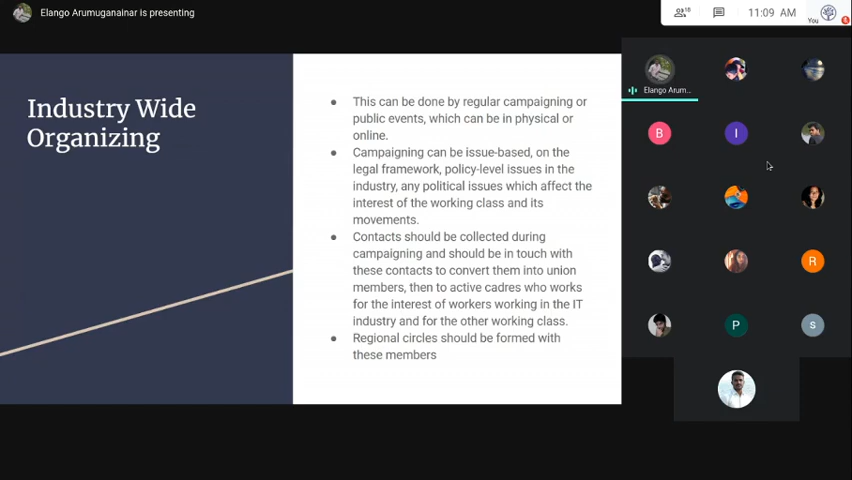 Elango Arumuganainar is presenting
18
11:09 AM
You
Industry Wide
Organizing
● This can be done by regular campaigning or
public events, which can be in physical or
online.
● Campaigning can be issue-based, on the
legal framework, policy-level issues in the
industry, any political issues which affect the
interest of the working class and its
movements.
● Contacts should be collected during
campaigning and should be in touch with
these contacts to convert them into union
members, then to active cadres who works
for the interest of workers working in the IT
industry and for the other working class.
● Regional circles should be formed with
these members
Elango Arum...
B
I
R
P
S